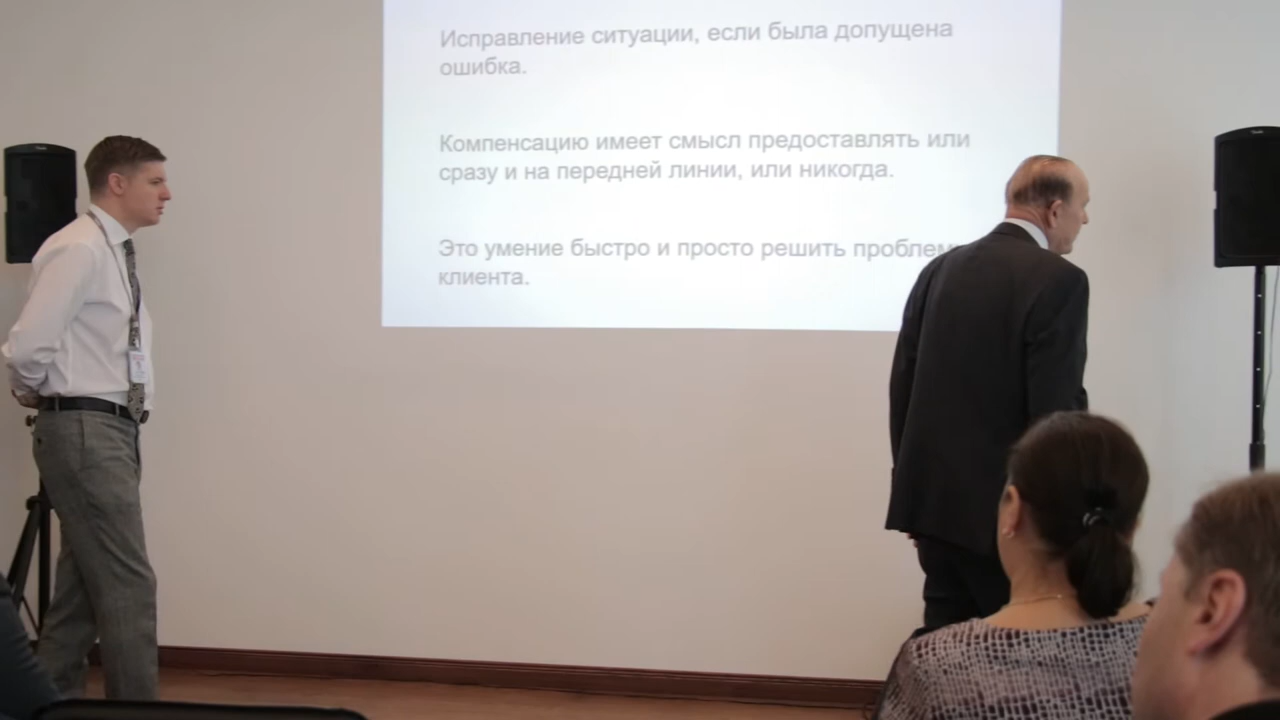 Исправление ситуации, если была допущена
ошибка.
Компенсацию имеет смысл предоставлять или
сразу и на передней линии, или никогда.
Это умение быстро и просто решить проблем
клиента.